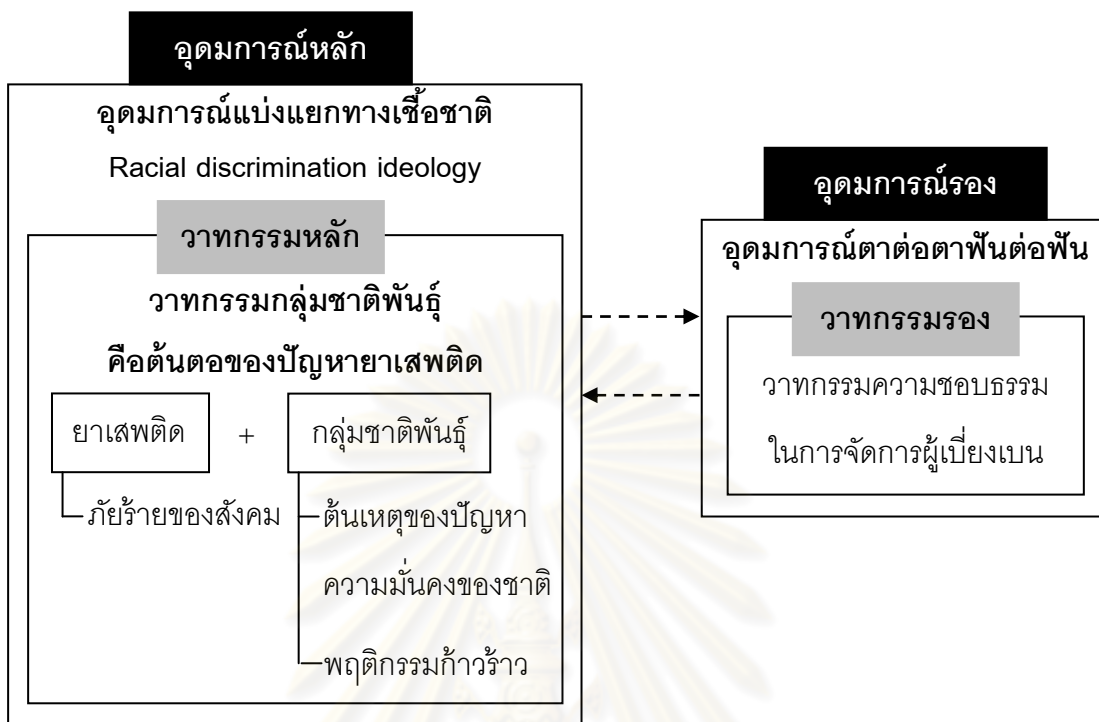 อุดมการณ์หลัก
อุดมการณ์แบ่งแยกทางเชื้อชาติ
Racial discrimination ideology
วาทกรรมหลัก
วาทกรรมกลุ่มชาติพันธุ์
คือต้นตอของปัญหายาเสพติด
ยาเสพติด + กลุ่มชาติพันธุ์
ภัยร้ายของสังคม
ต้นเหตุของปัญหา
ความมั่นคงของชาติ
พฤติกรรมก้าวร้าว
อุดมการณ์รอง
อุดมการณ์ตาต่อตาฟันต่อฟัน
วาทกรรมรอง
วาทกรรมความชอบธรรม
ในการจัดการผู้เบี่ยงเบน